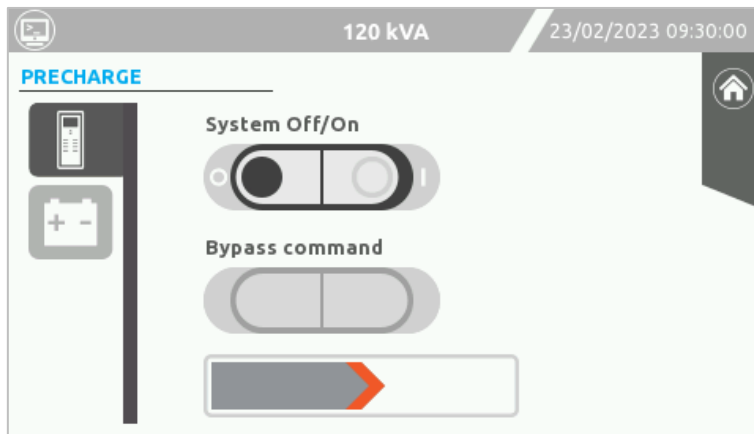 120 kVA
23/02/2023 09:30:00
PRECHARGE
System Off/On
O I
+ -
Bypass command